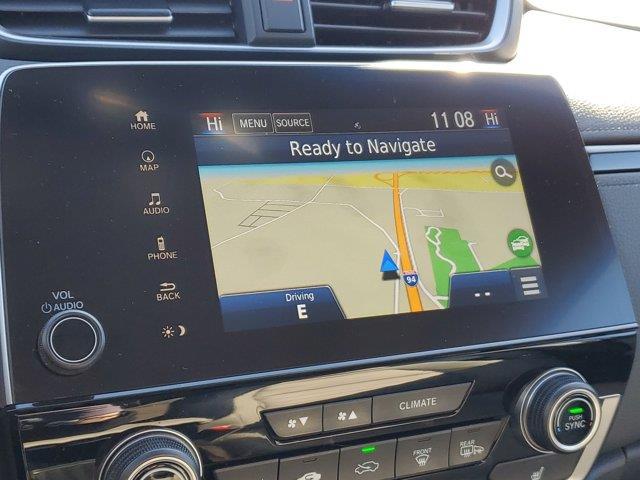 Hi MENU SOURCE 11 08 Hi
HOME
Ready to Navigate
MAP
AUDIO
PHONE
94
BACK
Driving
E
--
VOL
AUDIO
CLIMATE
PUSH
SYNC
FRONT
REAR